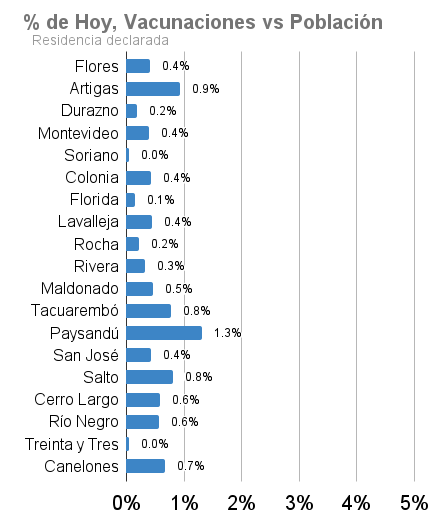 % de Hoy, Vacunaciones vs Población
Residencia declarada
Flores 0.4%
Artigas 0.9%
Durazno 0.2%
Montevideo 0.4%
Soriano 0.0%
Colonia 0.4%
Florida 0.1%
Lavalleja 0.4%
Rocha 0.2%
Rivera 0.3%
Maldonado 0.5%
Tacuarembó 0.8%
Paysandú 1.3%
San José 0.4%
Salto 0.8%
Cerro Largo 0.6%
Río Negro 0.6%
Treinta y Tres 0.0%
Canelones 0.7%
0% 1% 2% 3% 4% 5%